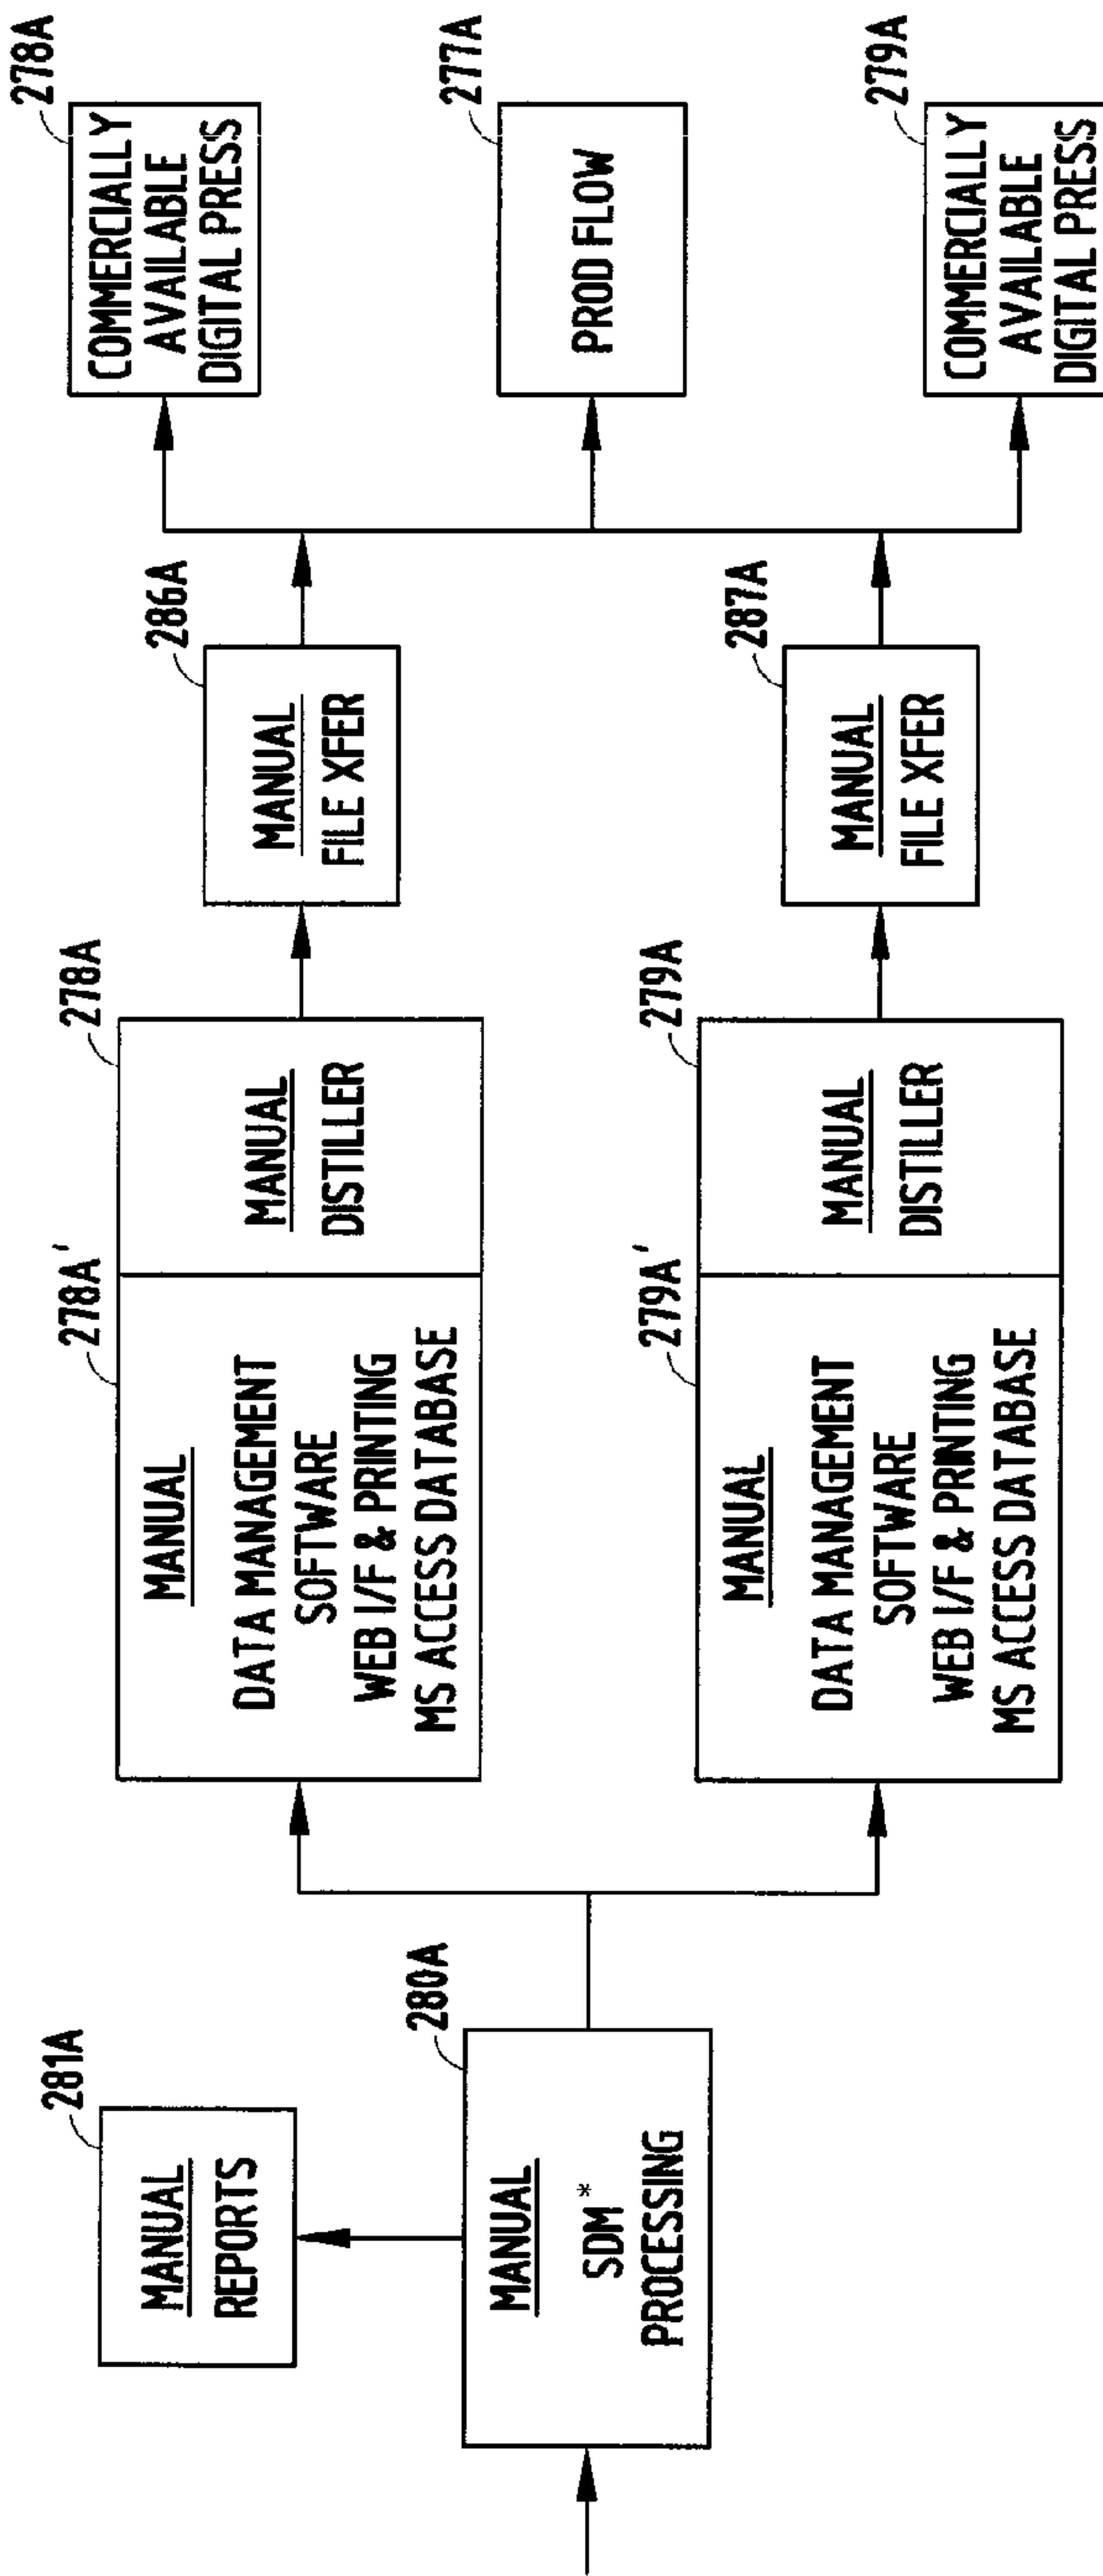 281A
MANUAL
REPORTS
280A
MANUAL
SDM*
PROCESSING
278A'
MANUAL
DATA MANAGEMENT
SOFTWARE
WEB I/F & PRINTING
MS ACCESS DATABASE
278A
MANUAL
DISTILLER
279A'
MANUAL
DATA MANAGEMENT
SOFTWARE
WEB I/F & PRINTING
MS ACCESS DATABASE
279A
MANUAL
DISTILLER
286A
MANUAL
FILE XFER
287A
MANUAL
FILE XFER
278A
COMMERCIALLY
AVAILABLE
DIGITAL PRESS
277A
PROD FLOW
279A
COMMERCIALLY
AVAILABLE
DIGITAL PRESS